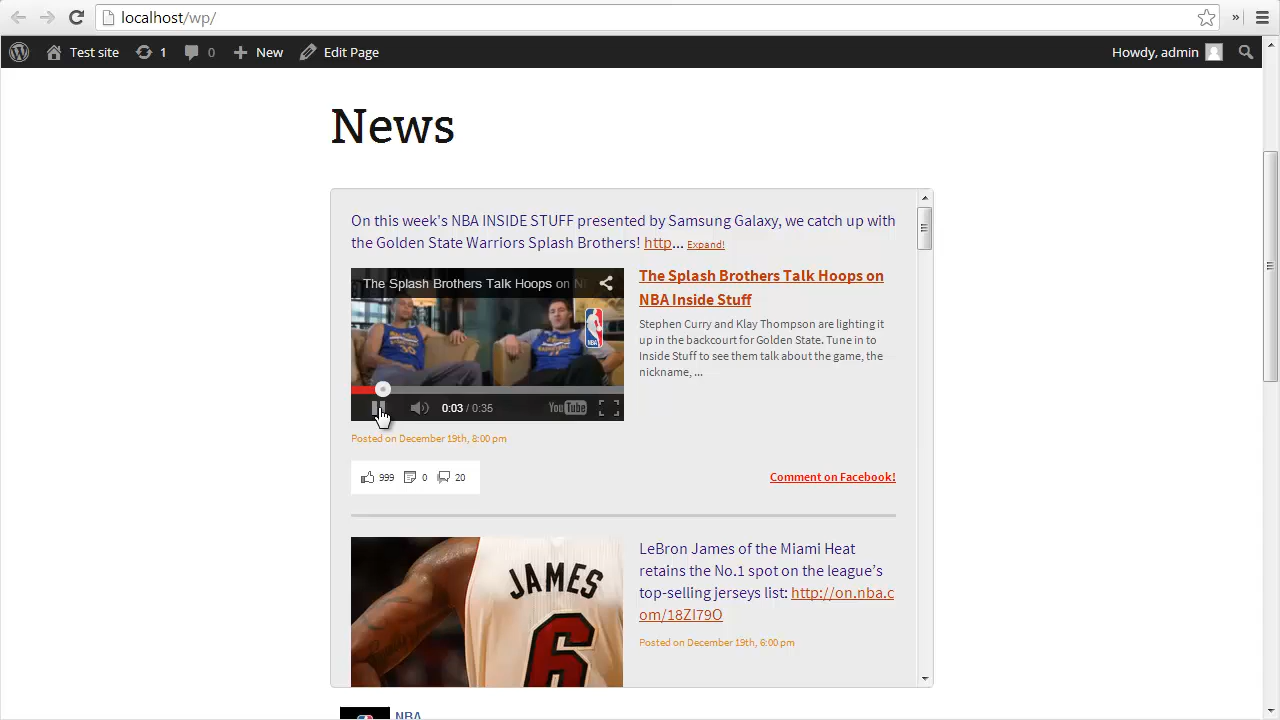 localhost/wp/
»
Test site
1
0
New
Edit Page
Howdy, admin
News
On this week's NBA INSIDE STUFF presented by Samsung Galaxy, we catch up with
the Golden State Warriors Splash Brothers! http... Expand!
The Splash Brothers Talk Hoops on N
NBA
0:03 / 0:35
YouTube
The Splash Brothers Talk Hoops on
NBA Inside Stuff
Stephen Curry and Klay Thompson are lighting it
up in the backcourt for Golden State. Tune in to
Inside Stuff to see them talk about the game, the
nickname, ...
Posted on December 19th, 8:00 pm
999
0
20
Comment on Facebook!
JAMES
6
LeBron James of the Miami Heat
retains the No.1 spot on the league’s
top-selling jerseys list: http://on.nba.c
om/18ZI79O
Posted on December 19th, 6:00 pm
NBA